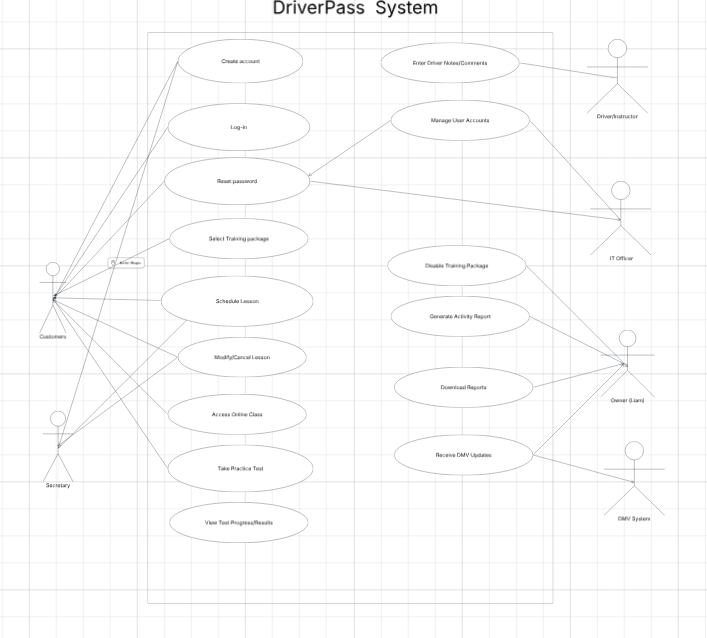 DriverPass System
Create account
Enter Driver Notes/Comments
Driver/Instructor
Log-in
Manage User Accounts
Reset password
Select Training package
IT Officer
Disable Training Package
Schedule Lesson
Generate Activity Report
Customers
Modify/Cancel Lesson
Download Reports
Owner (Liam)
Access Online Class
Receive DMV Updates
Take Practice Test
Secretary
DMV System
View Test Progress/Results